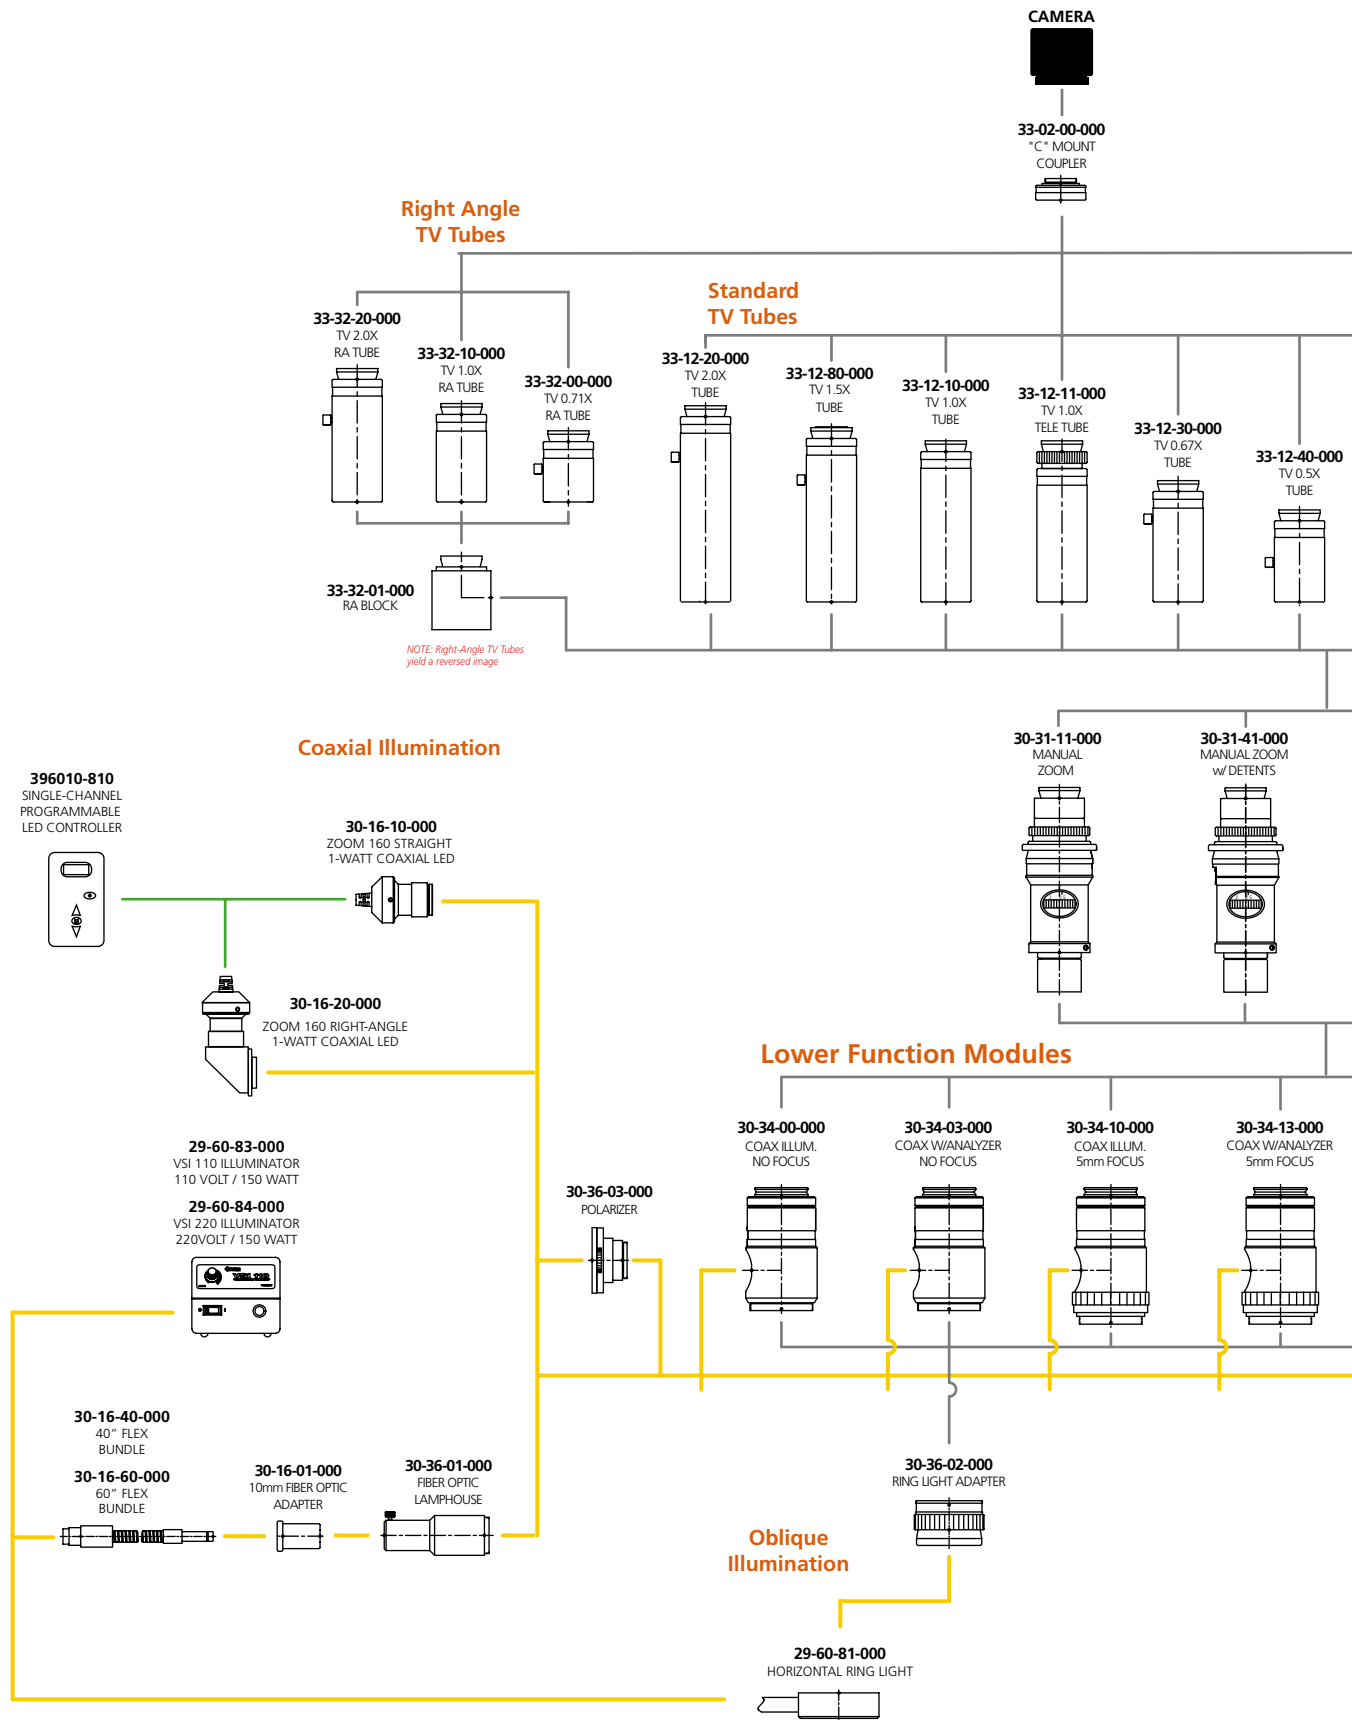 CAMERA
33-02-00-000
"C" MOUNT
COUPLER
Right Angle
TV Tubes
Standard
TV Tubes
33-32-20-000
TV 2.0X
RA TUBE
33-32-10-000
TV 1.0X
RA TUBE
33-32-00-000
TV 0.71X
RA TUBE
33-12-20-000
TV 2.0X
TUBE
33-12-80-000
TV 1.5X
TUBE
33-12-10-000
TV 1.0X
TUBE
33-12-11-000
TV 1.0X
TELE TUBE
33-12-30-000
TV 0.67X
TUBE
33-12-40-000
TV 0.5X
TUBE
33-32-01-000
RA BLOCK
NOTE: Right-Angle TV Tubes
yield a reversed image
30-31-11-000
MANUAL
ZOOM
30-31-41-000
MANUAL ZOOM
w/ DETENTS
Coaxial Illumination
396010-810
SINGLE-CHANNEL
PROGRAMMABLE
LED CONTROLLER
30-16-10-000
ZOOM 160 STRAIGHT
1-WATT COAXIAL LED
30-16-20-000
ZOOM 160 RIGHT-ANGLE
1-WATT COAXIAL LED
Lower Function Modules
30-34-00-000
COAX ILLUM.
NO FOCUS
30-34-03-000
COAX W/ANALYZER
NO FOCUS
30-34-10-000
COAX ILLUM.
5mm FOCUS
30-34-13-000
COAX W/ANALYZER
5mm FOCUS
29-60-83-000
VSI 110 ILLUMINATOR
110 VOLT / 150 WATT
29-60-84-000
VSI 220 ILLUMINATOR
220VOLT / 150 WATT
30-36-03-000
POLARIZER
30-16-40-000
40" FLEX
BUNDLE
30-16-60-000
60" FLEX
BUNDLE
30-16-01-000
10mm FIBER OPTIC
ADAPTER
30-36-01-000
FIBER OPTIC
LAMPHOUSE
30-36-02-000
RING LIGHT ADAPTER
Oblique
Illumination
29-60-81-000
HORIZONTAL RING LIGHT